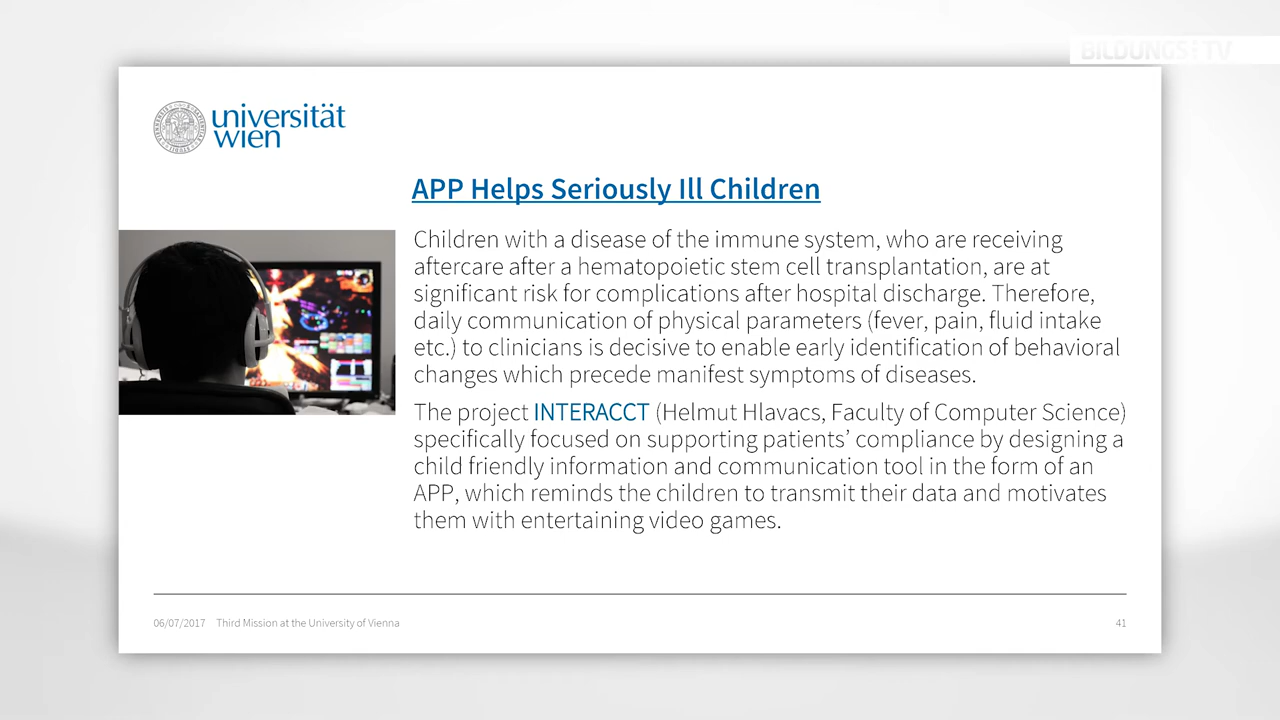 BILDUNGS:TV
universität
wien
APP Helps Seriously Ill Children
Children with a disease of the immune system, who are receiving
aftercare after a hematopoietic stem cell transplantation, are at
significant risk for complications after hospital discharge. Therefore,
daily communication of physical parameters (fever, pain, fluid intake
etc.) to clinicians is decisive to enable early identification of behavioral
changes which precede manifest symptoms of diseases.
The project INTERACCT (Helmut Hlavacs, Faculty of Computer Science)
specifically focused on supporting patients’ compliance by designing a
child friendly information and communication tool in the form of an
APP, which reminds the children to transmit their data and motivates
them with entertaining video games.
06/07/2017 Third Mission at the University of Vienna
41